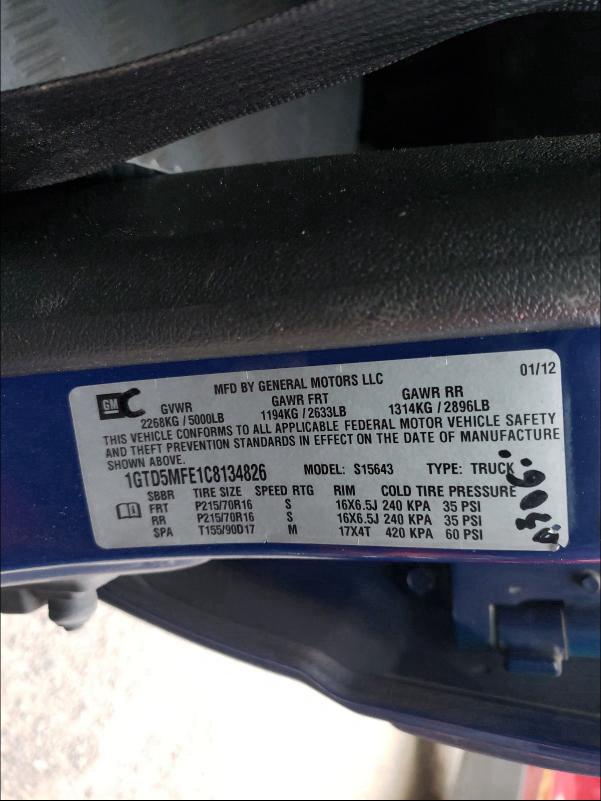 MFD BY GENERAL MOTORS LLC 01/12
GM C
GVWR GAWR FRT GAWR RR
2268KG / 5000LB 1194KG / 2633LB 1314KG / 2896LB
THIS VEHICLE CONFORMS TO ALL APPLICABLE FEDERAL MOTOR VEHICLE SAFETY
AND THEFT PREVENTION STANDARDS IN EFFECT ON THE DATE OF MANUFACTURE
SHOWN ABOVE.
1GTD5MFE1C8134826 MODEL: S15643 TYPE: TRUCK
SBBR TIRE SIZE SPEED RTG RIM COLD TIRE PRESSURE
FRT P215/70R16 S 16X6.5J 240 KPA 35 PSI
RR P215/70R16 S 16X6.5J 240 KPA 35 PSI
SPA T155/90D17 M 17X4T 420 KPA 60 PSI
306